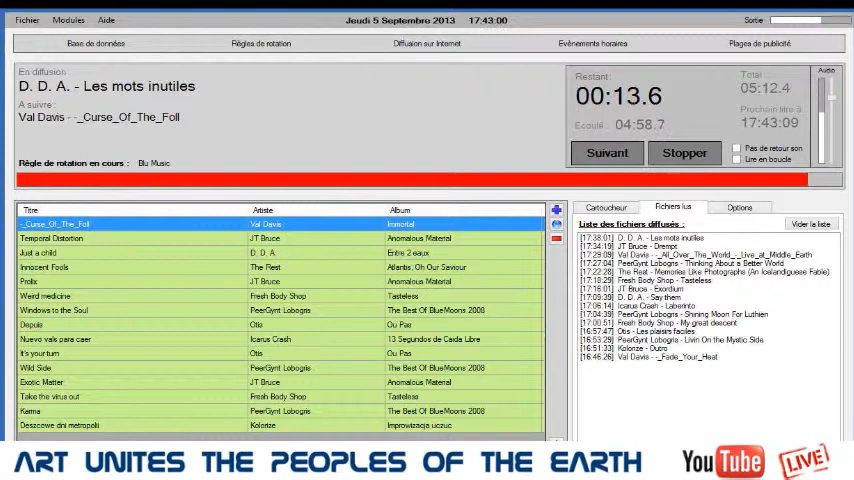 Fichier Modules Aide Jeudi 5 Septembre 2013 17:43:00 Sortie
Base de données Règles de rotation Diffusion sur Internet Evènements horaires Plages de publicité
En diffusion
D. D. A. - Les mots inutiles
A suivre :
Val Davis - -_Curse_Of_The_Foll
Règle de rotation en cours : Blu Music
Restant :
00:13.6
Ecoulé : 04:58.7
Total :
05:12.4
Prochain titre à
17:43:09
Suivant Stopper
Pas de retour son
Lire en boucle
Audio
Titre Artiste Album
-_Curse_Of_The_Foll Val Davis Immortal
Temporal Distortion JT Bruce Anomalous Material
Just a child D. D. A. Entre 2 eaux
Innocent Fools The Rest Atlantis, Oh Our Saviour
Prolix JT Bruce Anomalous Material
Weird medicine Fresh Body Shop Tasteless
Windows to the Soul PeerGynt Lobogris The Best Of BlueMoons 2008
Depuis Otis Ou Pas
Nuevo vals para caer Icarus Crash 13 Segundos de Caida Libre
It's your turn Otis Ou Pas
Wild Side PeerGynt Lobogris The Best Of BlueMoons 2008
Exotic Matter JT Bruce Anomalous Material
Take the virus out Fresh Body Shop Tasteless
Karma PeerGynt Lobogris The Best Of BlueMoons 2008
Deszcowe dni metropolii Kolorize Improwizacja uczuc
Cartoucheur Fichiers lus Options
Liste des fichiers diffusés : Vider la liste
[17:38:01] D. D. A. - Les mots inutiles
[17:34:19] JT Bruce - Drempt
[17:29:09] Val Davis - -_All_Over_The_World_-_Live_at_Middle_Earth
[17:27:04] PeerGynt Lobogris - Thinking About a Better World
[17:22:28] The Rest - Memories Like Photographs (An Icelandiguese Fable)
[17:18:29] Fresh Body Shop - Tasteless
[17:16:01] JT Bruce - Exordium
[17:09:39] D. D. A. - Say them
[17:06:14] Icarus Crash - Laberinto
[17:04:39] PeerGynt Lobogris - Shining Moon For Luthien
[17:00:51] Fresh Body Shop - My great descent
[16:57:47] Otis - Les plaisirs faciles
[16:53:29] PeerGynt Lobogris - Livin On the Mystic Side
[16:51:33] Kolorize - Outro
[16:46:26] Val Davis - -_Fade_Your_Heat
ART UNITES THE PEOPLES OF THE EARTH YouTube LIVE